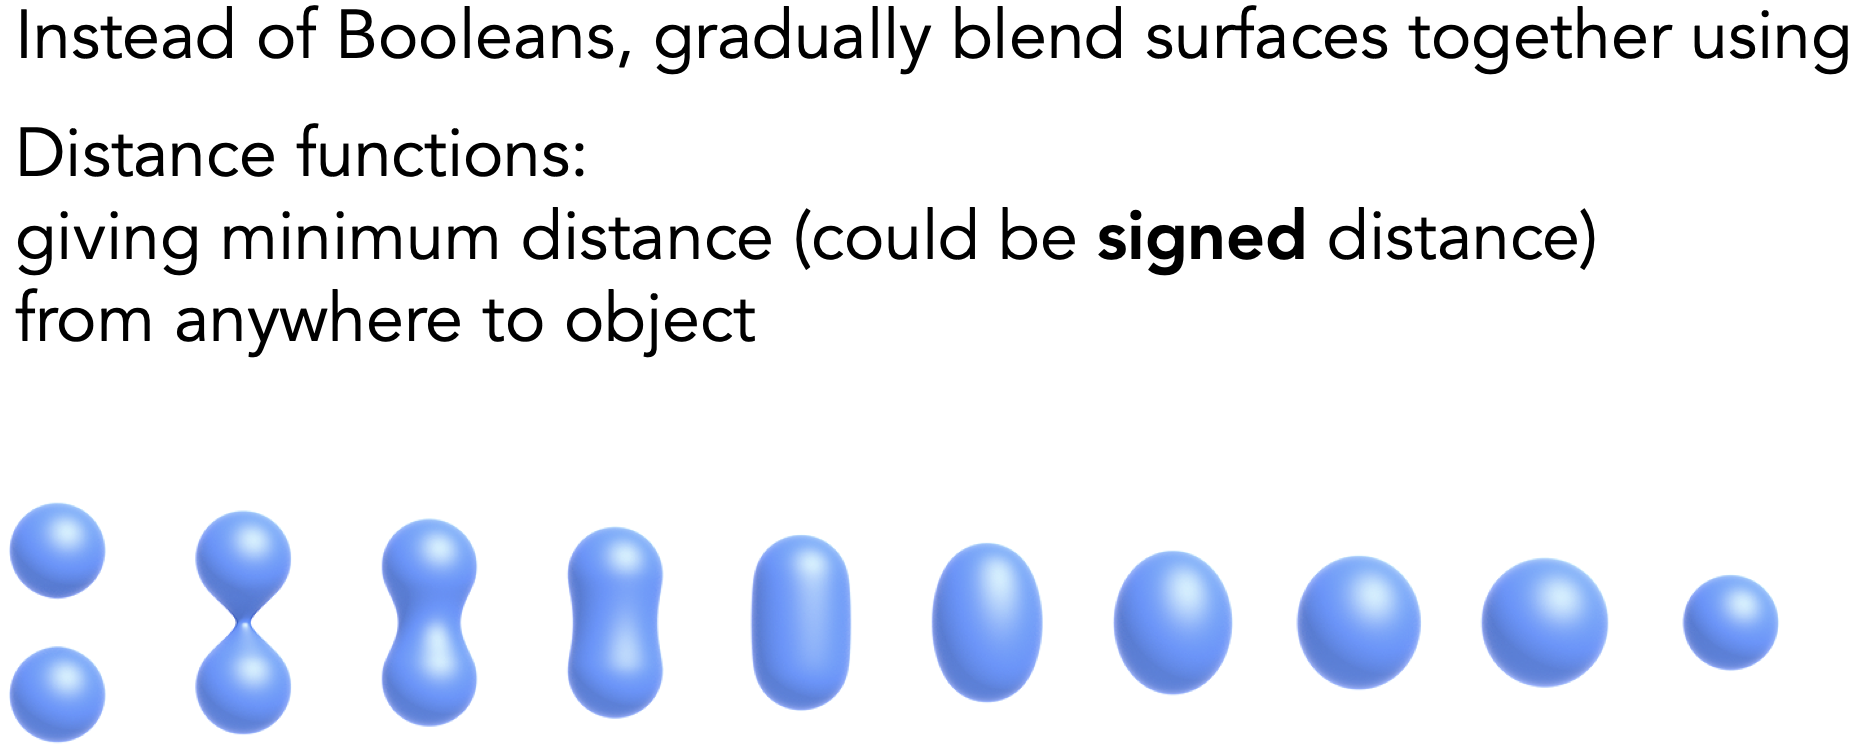 Instead of Booleans, gradually blend surfaces together using
Distance functions:
giving minimum distance (could be signed distance)
from anywhere to object